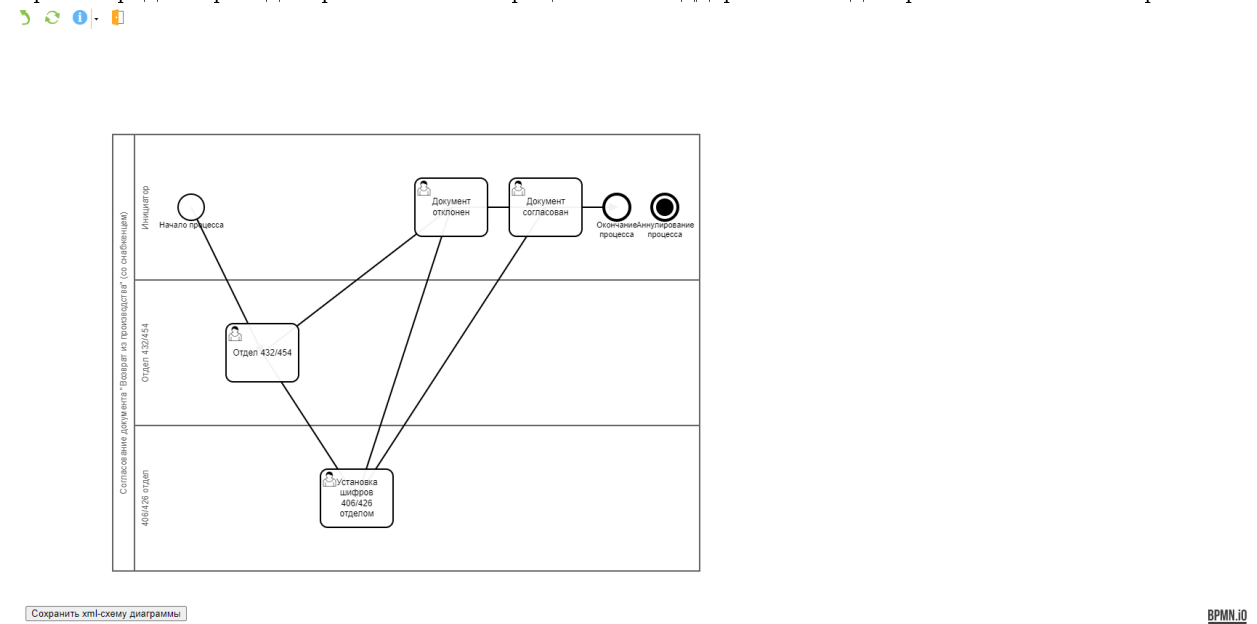 Согласование документа "Возврат из производства" (со снабженцем)
Инициатор
Начало процесса
Документ
отклонен
Документ
согласован
Окончание
процесса
Аннулирование
процесса
Отдел 432/454
Отдел 432/454
406/426 отдел
Установка
шифров
406/426
отделом
Сохранить xml-схему диаграммы
BPMN.iO